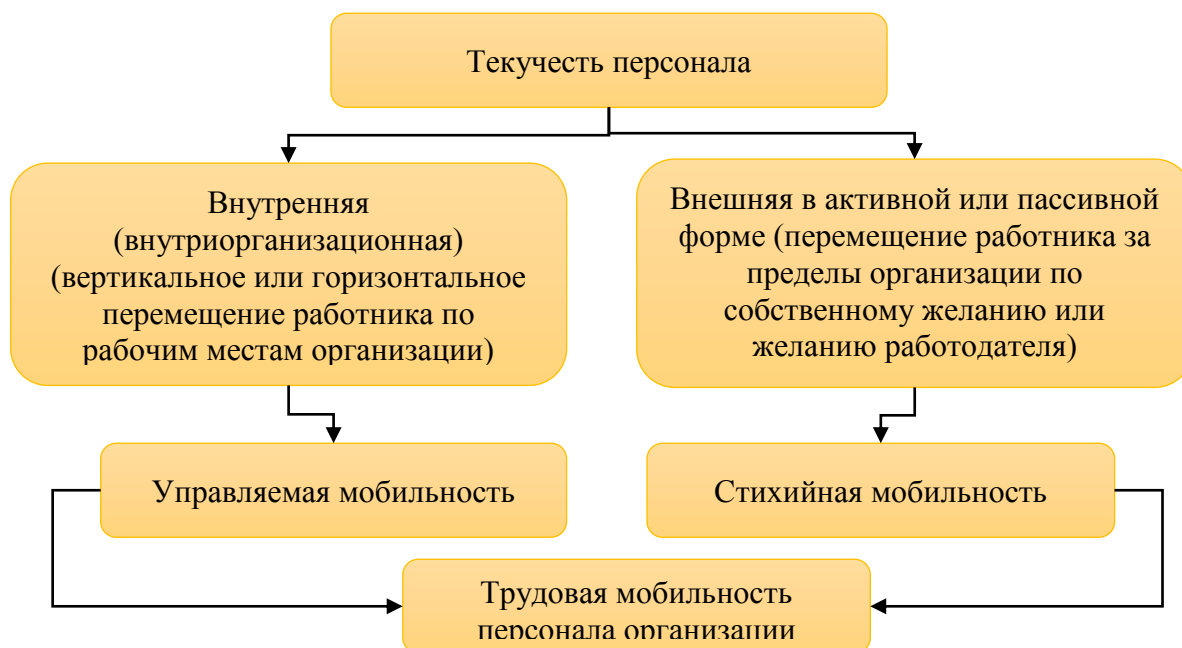 Текучесть персонала
Внутренняя
(внутриорганизационная)
(вертикальное или горизонтальное
перемещение работника по
рабочим местам организации)
Внешняя в активной или пассивной
форме (перемещение работника за
пределы организации по
собственному желанию или
желанию работодателя)
Управляемая мобильность
Стихийная мобильность
Трудовая мобильность
персонала организации